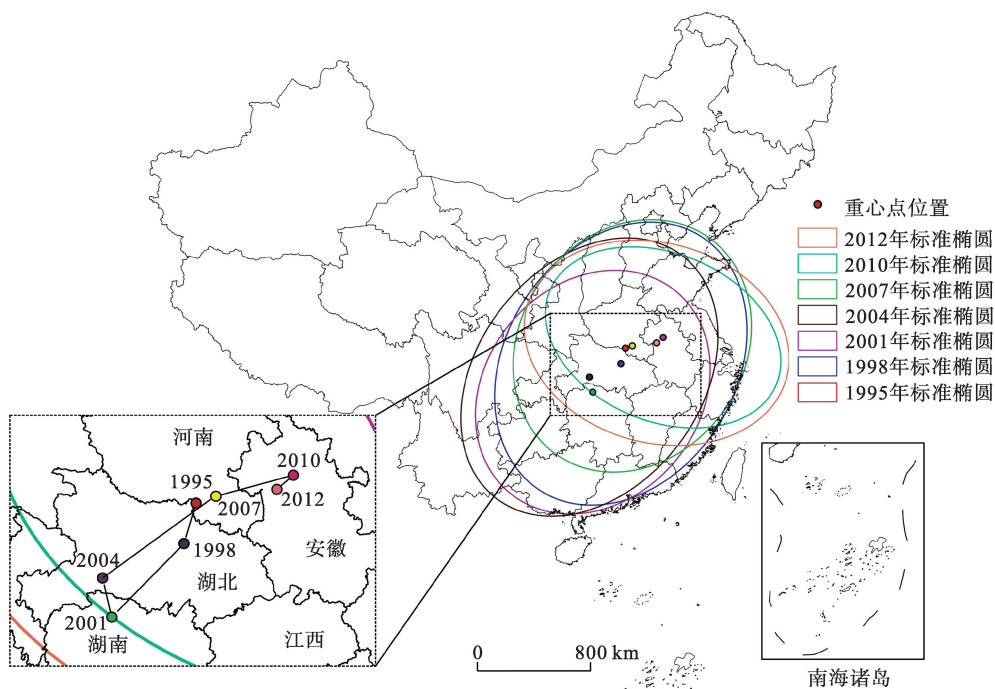 重心点位置
2012年标准椭圆
2010年标准椭圆
2007年标准椭圆
2004年标准椭圆
2001年标准椭圆
1998年标准椭圆
1995年标准椭圆
河南
2010
1995
2007
2012
1998
安徽
2004
湖北
2001
湖南
江西
0
800 km
南海诸岛